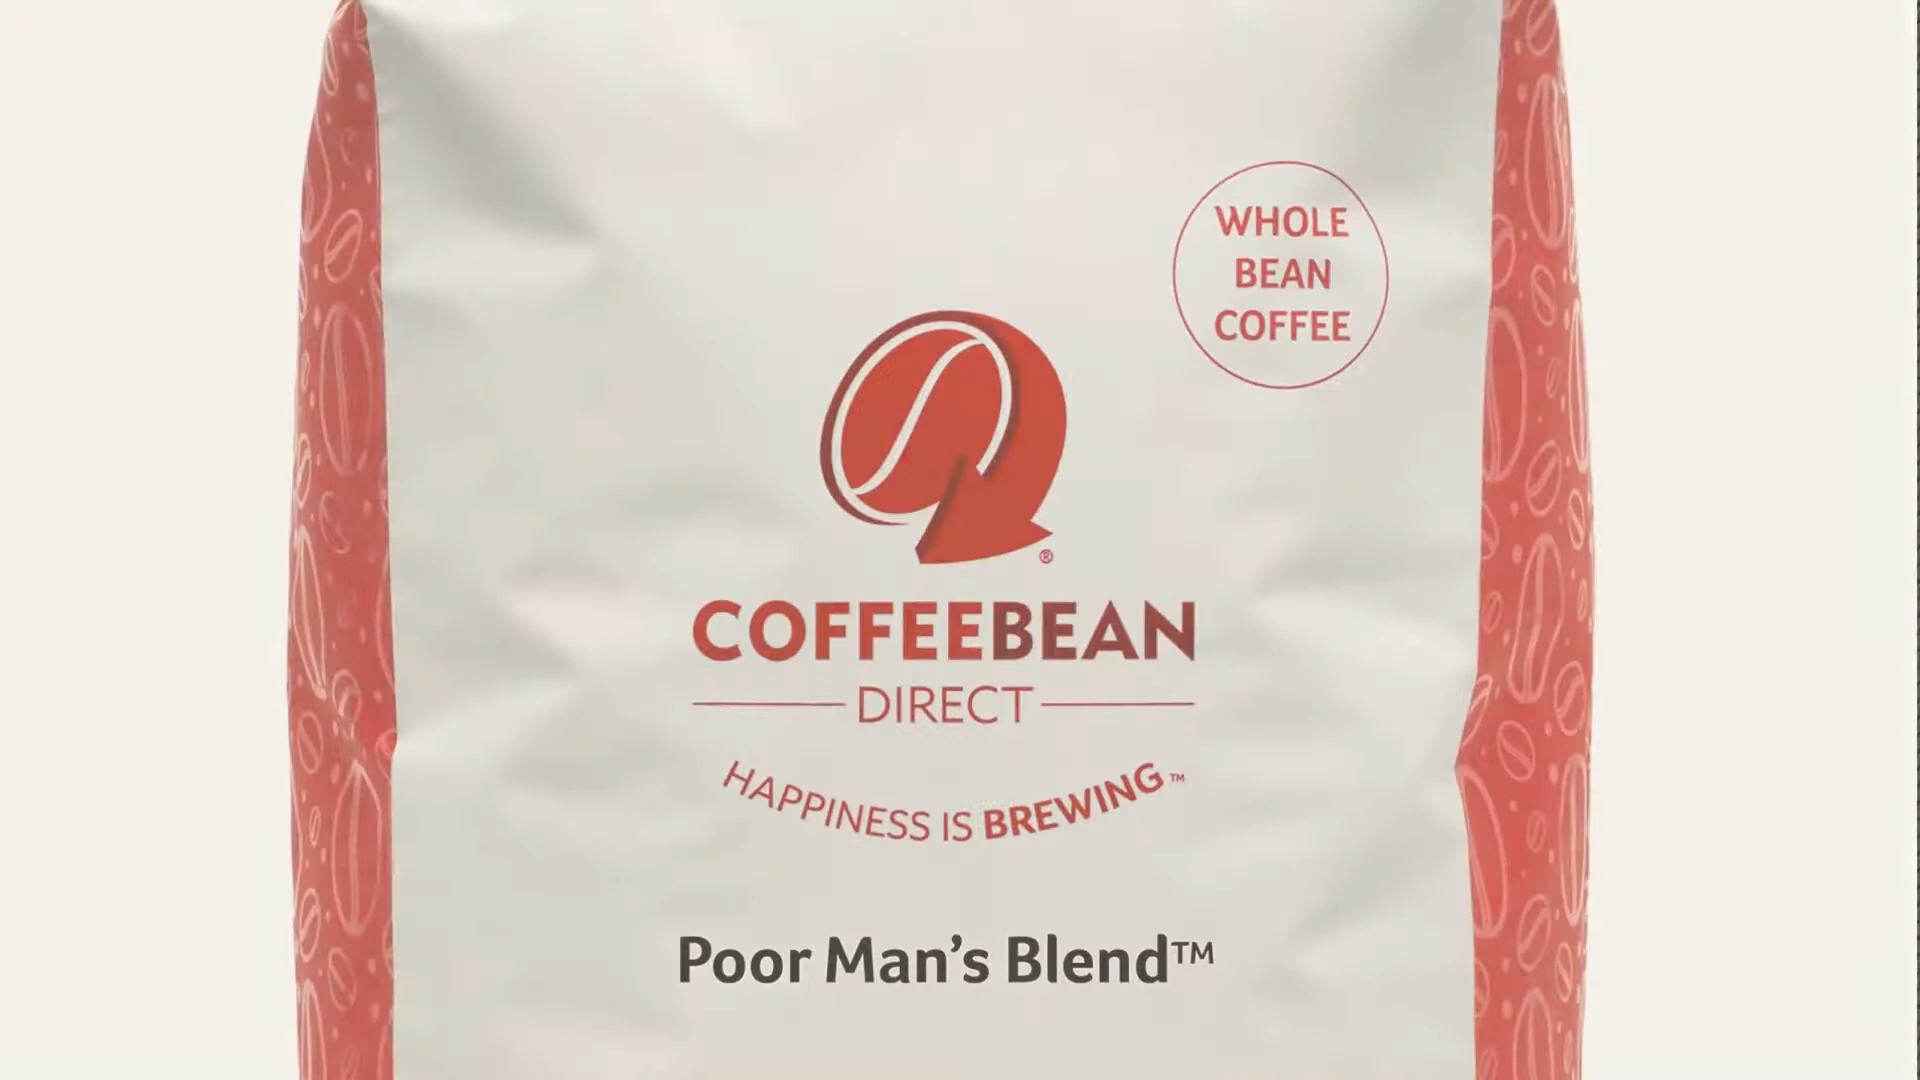 WHOLE
BEAN
COFFEE
®
COFFEEBEAN
DIRECT
HAPPINESS IS BREWING™
Poor Man's Blend™